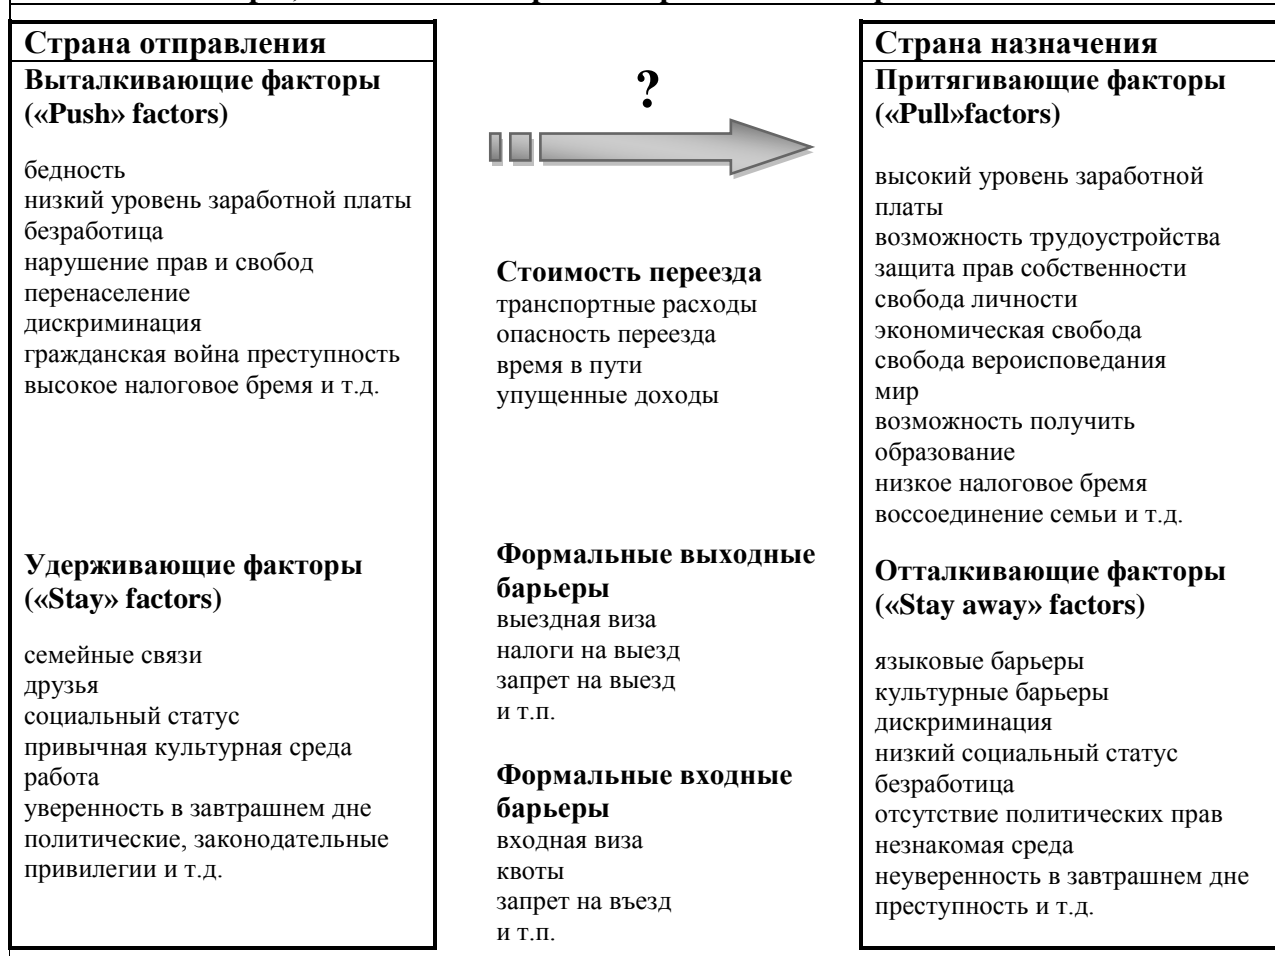 Страна отправления
Выталкивающие факторы
(«Push» factors)
бедность
низкий уровень заработной платы
безработица
нарушение прав и свобод
перенаселение
дискриминация
гражданская война преступность
высокое налоговое бремя и т.д.
Удерживающие факторы
(«Stay» factors)
семейные связи
друзья
социальный статус
привычная культурная среда
работа
уверенность в завтрашнем дне
политические, законодательные
привилегии и т.д.
?
Стоимость переезда
транспортные расходы
опасность переезда
время в пути
упущенные доходы
Формальные выходные
барьеры
выездная виза
налоги на выезд
запрет на выезд
и т.п.
Формальные входные
барьеры
входная виза
квоты
запрет на въезд
и т.п.
Страна назначения
Притягивающие факторы
(«Pull»factors)
высокий уровень заработной
платы
возможность трудоустройства
защита прав собственности
свобода личности
экономическая свобода
свобода вероисповедания
мир
возможность получить
образование
низкое налоговое бремя
воссоединение семьи и т.д.
Отталкивающие факторы
(«Stay away» factors)
языковые барьеры
культурные барьеры
дискриминация
низкий социальный статус
безработица
отсутствие политических прав
незнакомая среда
неуверенность в завтрашнем дне
преступность и т.д.